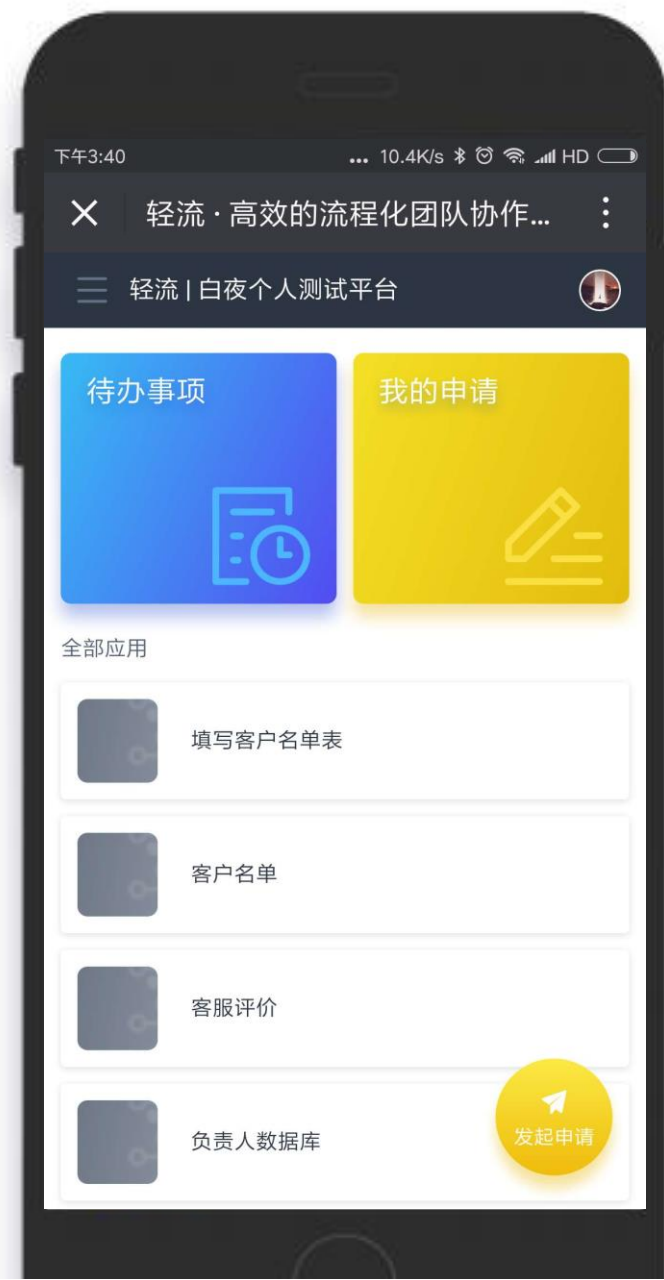 下午3:40 ... 10.4K/s HD
轻流·高效的流程化团队协作...
轻流 | 白夜个人测试平台
待办事项 我的申请
全部应用
填写客户名单表
客户名单
客服评价
负责人数据库
发起申请